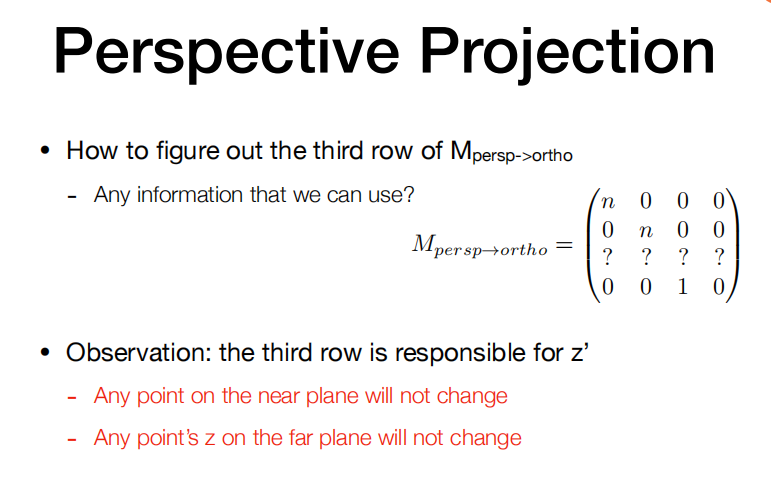 Perspective Projection
• How to figure out the third row of Mpersp->ortho
- Any information that we can use?
M_{persp→ortho} = \begin{pmatrix} n & 0 & 0 & 0 \\ 0 & n & 0 & 0 \\ ? & ? & ? & ? \\ 0 & 0 & 1 & 0 \end{pmatrix}
• Observation: the third row is responsible for z’
- Any point on the near plane will not change
- Any point’s z on the far plane will not change